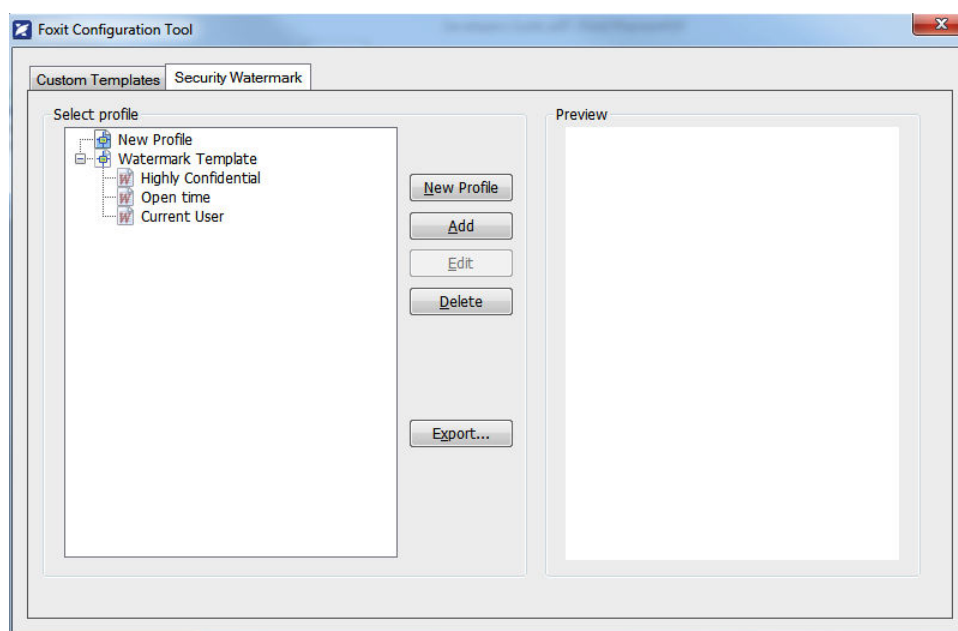 Foxit Configuration Tool
Custom Templates
Security Watermark
Select profile
New Profile
Watermark Template
Highly Confidential
Open time
Current User
New Profile
Add
Edit
Delete
Export...
Preview